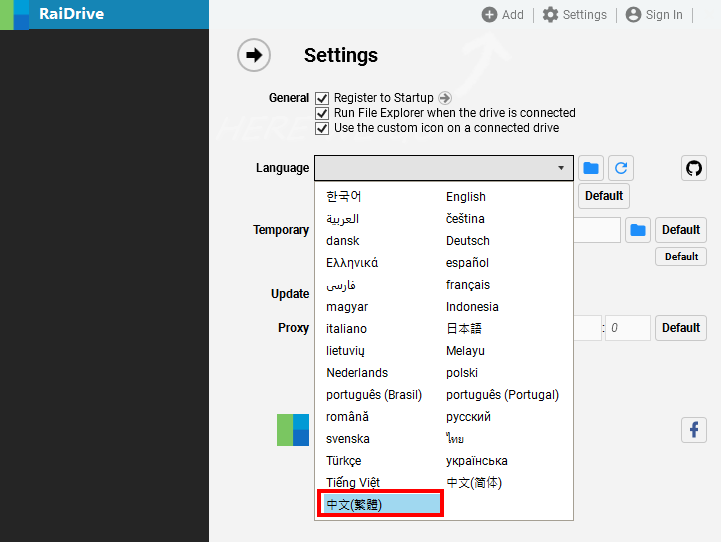 RaiDrive
Add
Settings
Sign In
Settings
General
Register to Startup
Run File Explorer when the drive is connected
Use the custom icon on a connected drive
HERE
Language
Default
한국어 English
العربية čeština
dansk Deutsch
Ελληνικά español
فارسی français
magyar Indonesia
italiano 日本語
lietuvių Melayu
Nederlands polski
português (Brasil) português (Portugal)
română русский
svenska ไทย
Türkçe українська
Tiếng Việt 中文(简体)
中文(繁體)
Temporary
Default
Default
Update
Proxy
: 0
Default